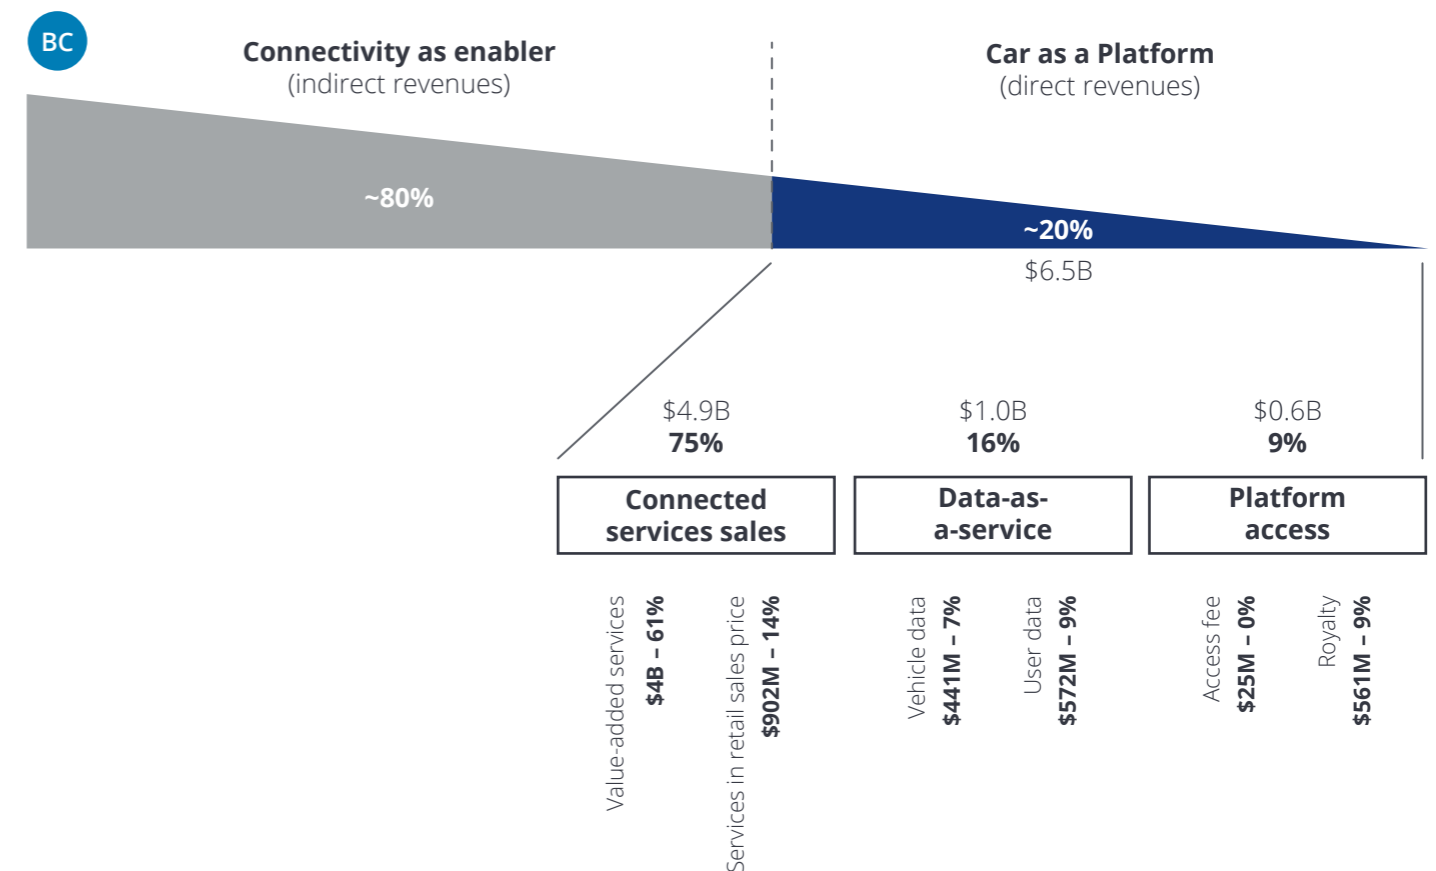 BC
Connectivity as enabler
(indirect revenues)
Car as a Platform
(direct revenues)
~80%
~20%
$6.5B
$4.9B
75%
$1.0B
16%
$0.6B
9%
Connected
services sales
Data-as-
a-service
Platform
access
Value-added services
$4B – 61%
Services in retail sales price
$902M – 14%
Vehicle data
$441M – 7%
User data
$572M – 9%
Access fee
$25M – 0%
Royalty
$561M – 9%